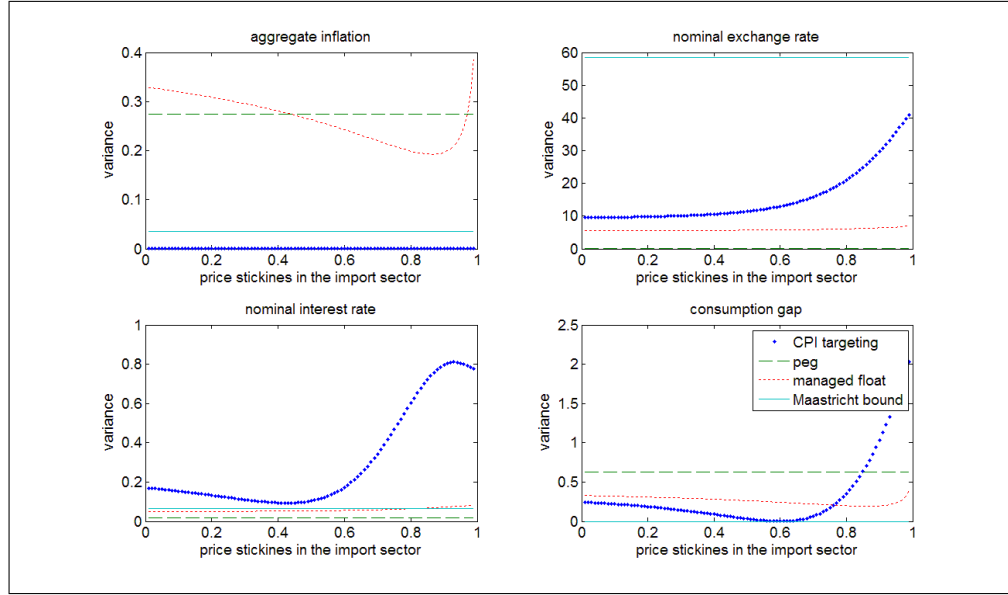 aggregate inflation
0.4
0.3
0.2
0.1
0
variance
0 0.2 0.4 0.6 0.8 1
price stickines in the import sector
nominal exchange rate
60
50
40
30
20
10
0
variance
0 0.2 0.4 0.6 0.8 1
price stickines in the import sector
nominal interest rate
1
0.8
0.6
0.4
0.2
0
variance
0 0.2 0.4 0.6 0.8 1
price stickines in the import sector
consumption gap
2.5
2
1.5
1
0.5
0
variance
CPI targeting
peg
managed float
Maastricht bound
0 0.2 0.4 0.6 0.8 1
price stickines in the import sector